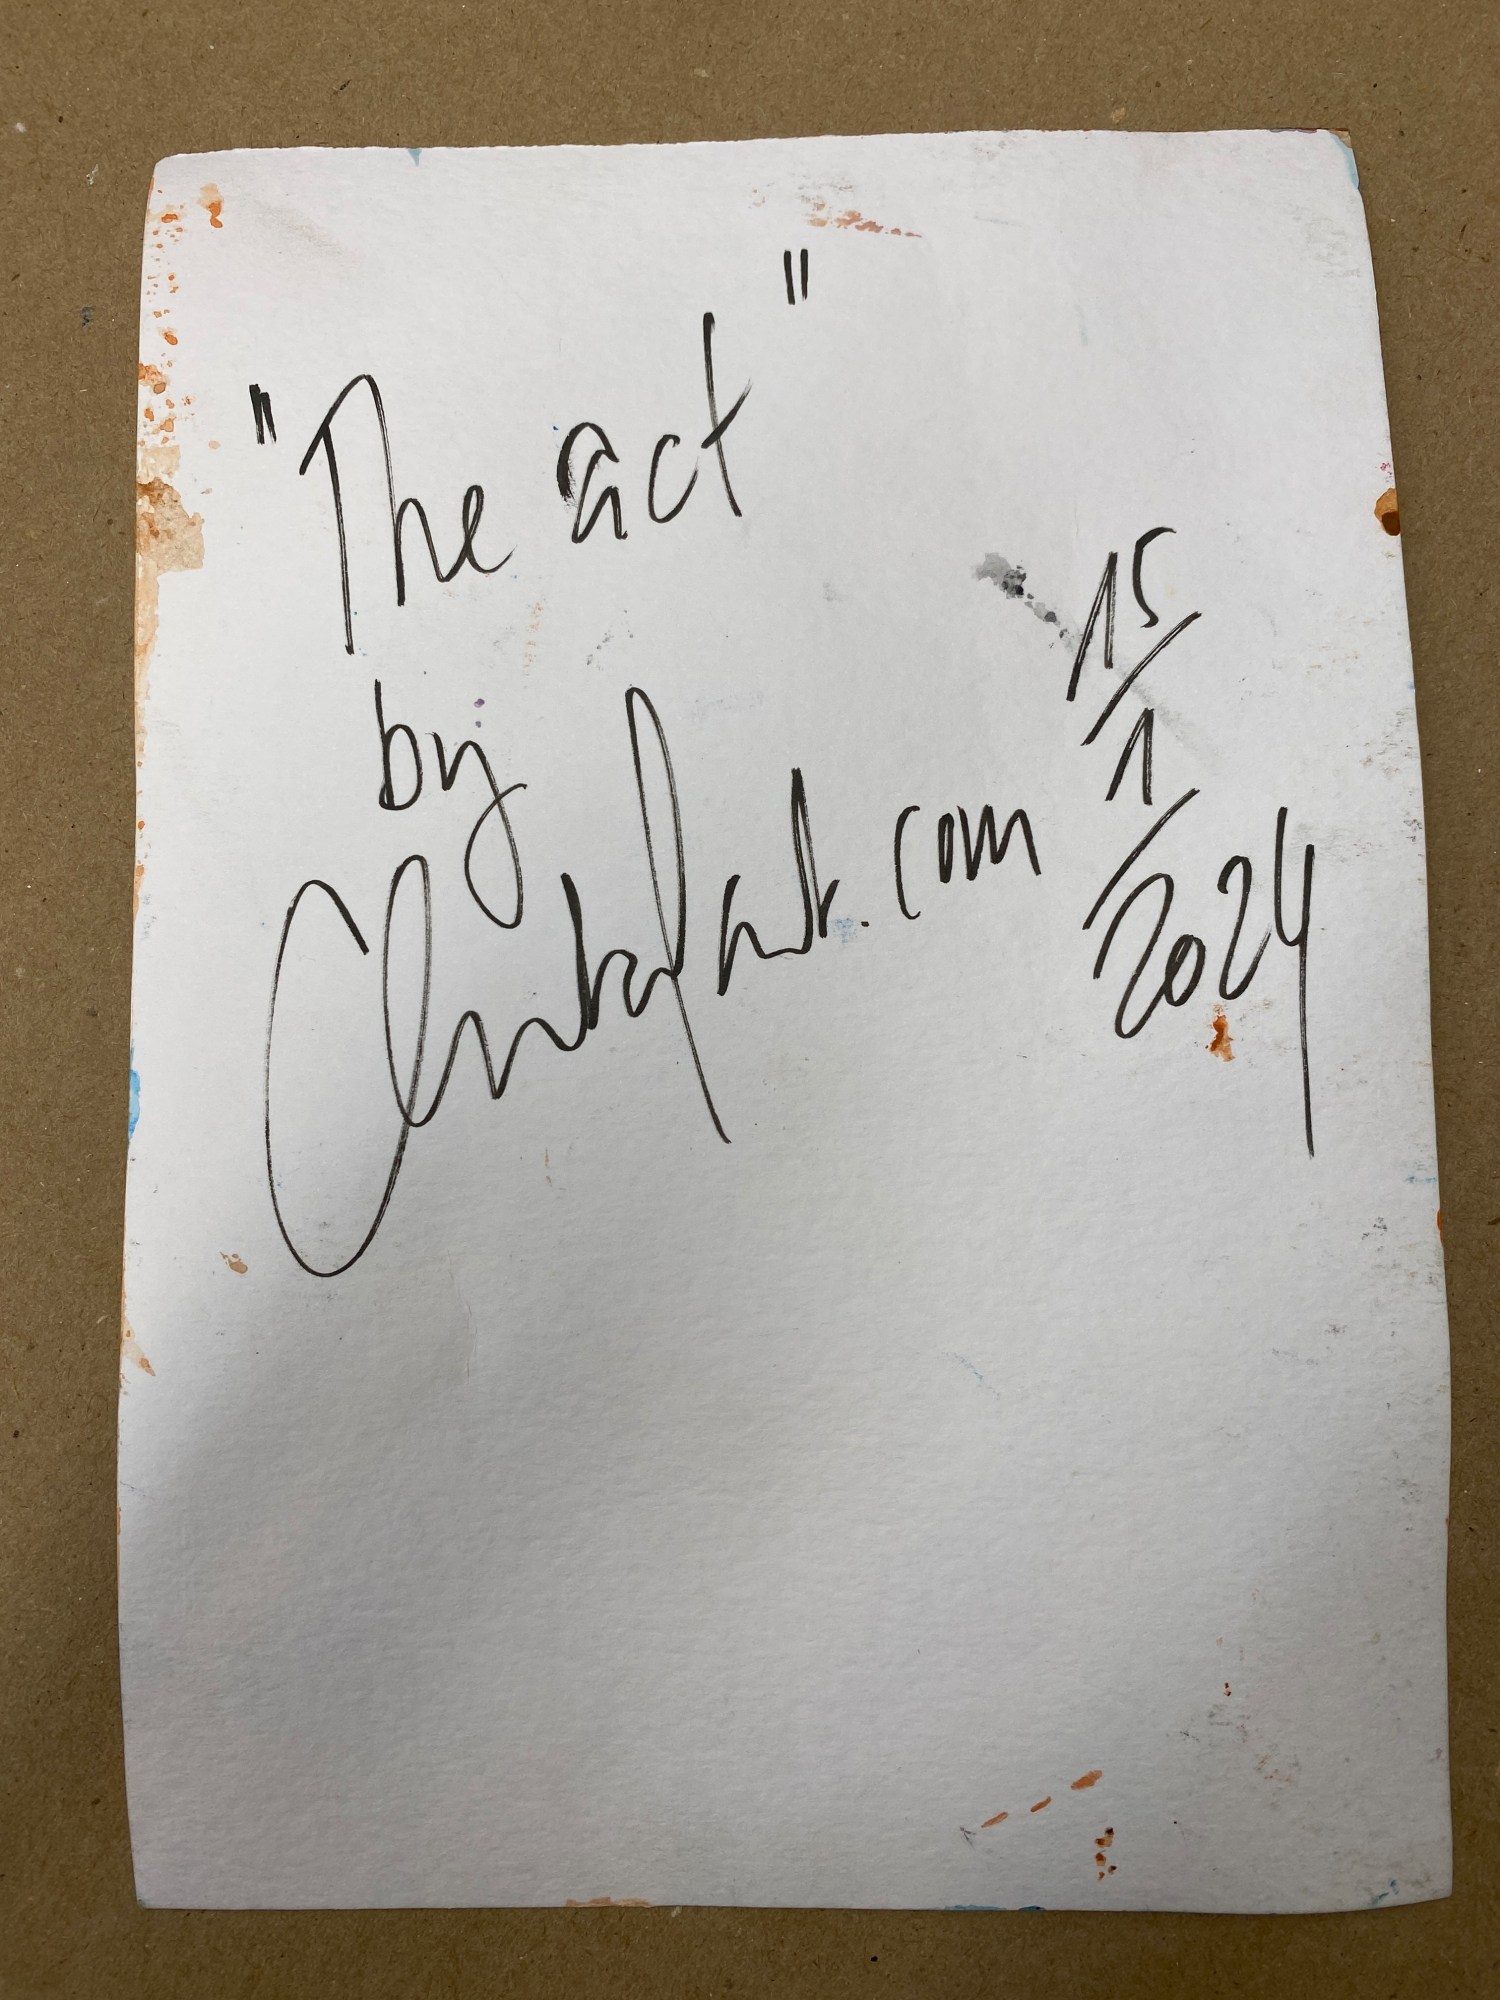 "The act"
by
.com
15/1/2024